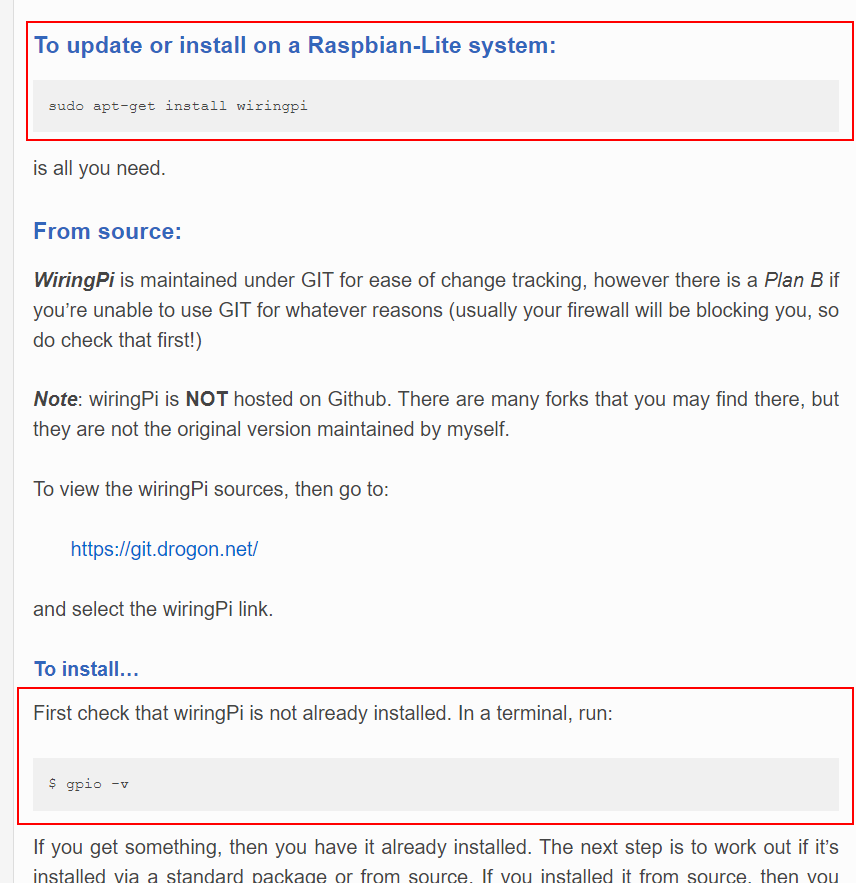 To update or install on a Raspbian-Lite system:
sudo apt-get install wiringpi
is all you need.
From source:
WiringPi is maintained under GIT for ease of change tracking, however there is a Plan B if
you’re unable to use GIT for whatever reasons (usually your firewall will be blocking you, so
do check that first!)
Note: wiringPi is NOT hosted on Github. There are many forks that you may find there, but
they are not the original version maintained by myself.
To view the wiringPi sources, then go to:
https://git.drogon.net/
and select the wiringPi link.
To install…
First check that wiringPi is not already installed. In a terminal, run:
$ gpio -v
If you get something, then you have it already installed. The next step is to work out if it’s
installed via a standard package or from source. If you installed it from source, then you